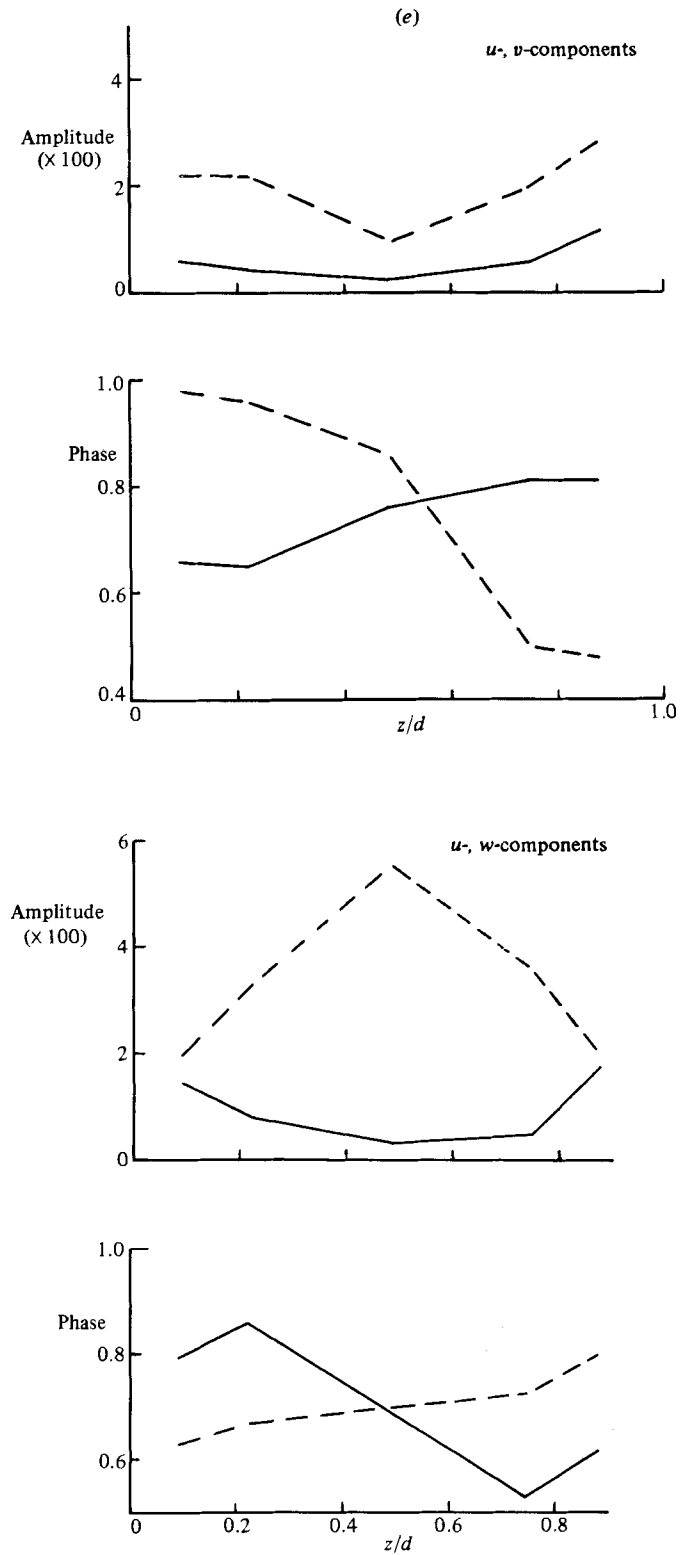 (e)
u-, v-components
4
Amplitude
(× 100)
2
0
1.0
Phase
0.8
0.6
0.4
0
1.0
z/d
6
u-, w-components
Amplitude
(× 100)
4
2
0
1.0
Phase
0.8
0.6
0
0.2
0.4
0.6
0.8
z/d